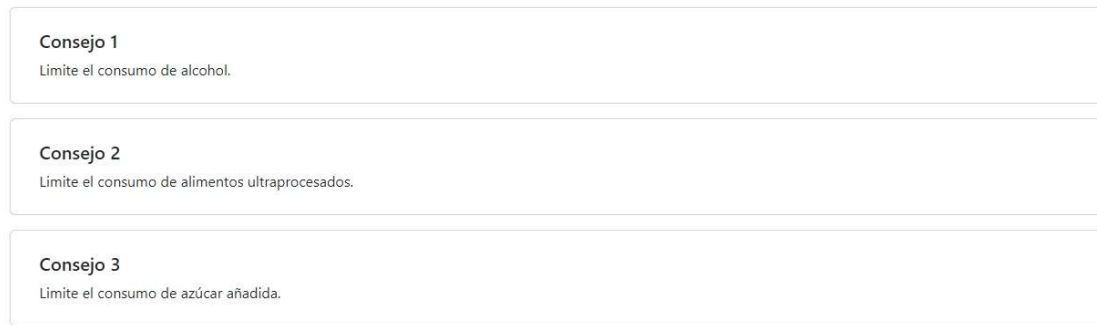 Consejo 1
Limite el consumo de alcohol.
Consejo 2
Limite el consumo de alimentos ultraprocesados.
Consejo 3
Limite el consumo de azúcar añadida.